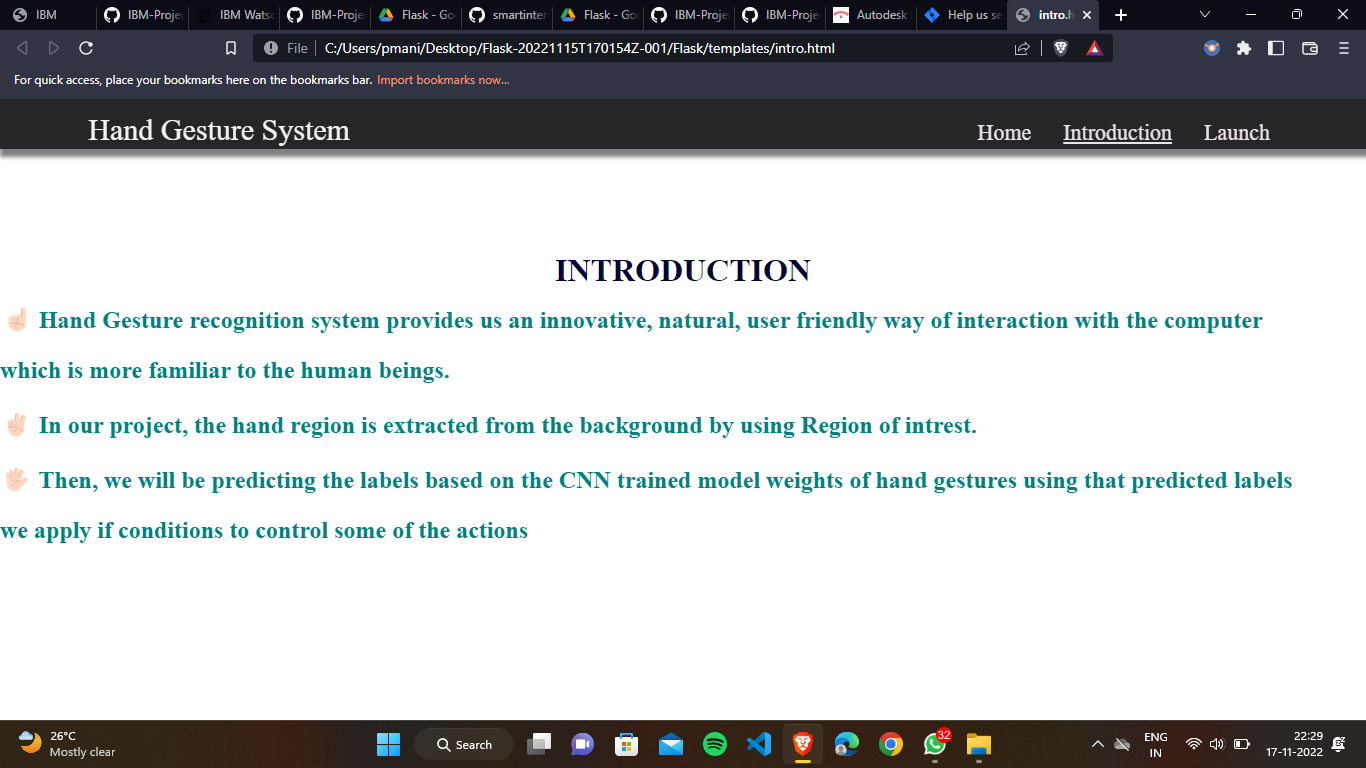 IBM
IBM-Proje
IBM Wats
IBM-Proje
Flask - Go
smartinter
Flask - Go
IBM-Proje
IBM-Proje
Autodesk
Help us se
intro.h
File
C:/Users/pmani/Desktop/Flask-20221115T170154Z-001/Flask/templates/intro.html
For quick access, place your bookmarks here on the bookmarks bar. Import bookmarks now...
Hand Gesture System
Home
Introduction
Launch
INTRODUCTION
☝🏻 Hand Gesture recognition system provides us an innovative, natural, user friendly way of interaction with the computer
which is more familiar to the human beings.
✌🏻 In our project, the hand region is extracted from the background by using Region of intrest.
🖐🏻 Then, we will be predicting the labels based on the CNN trained model weights of hand gestures using that predicted labels
we apply if conditions to control some of the actions
26°C
Mostly clear
Search
32
ENG
IN
22:29
17-11-2022